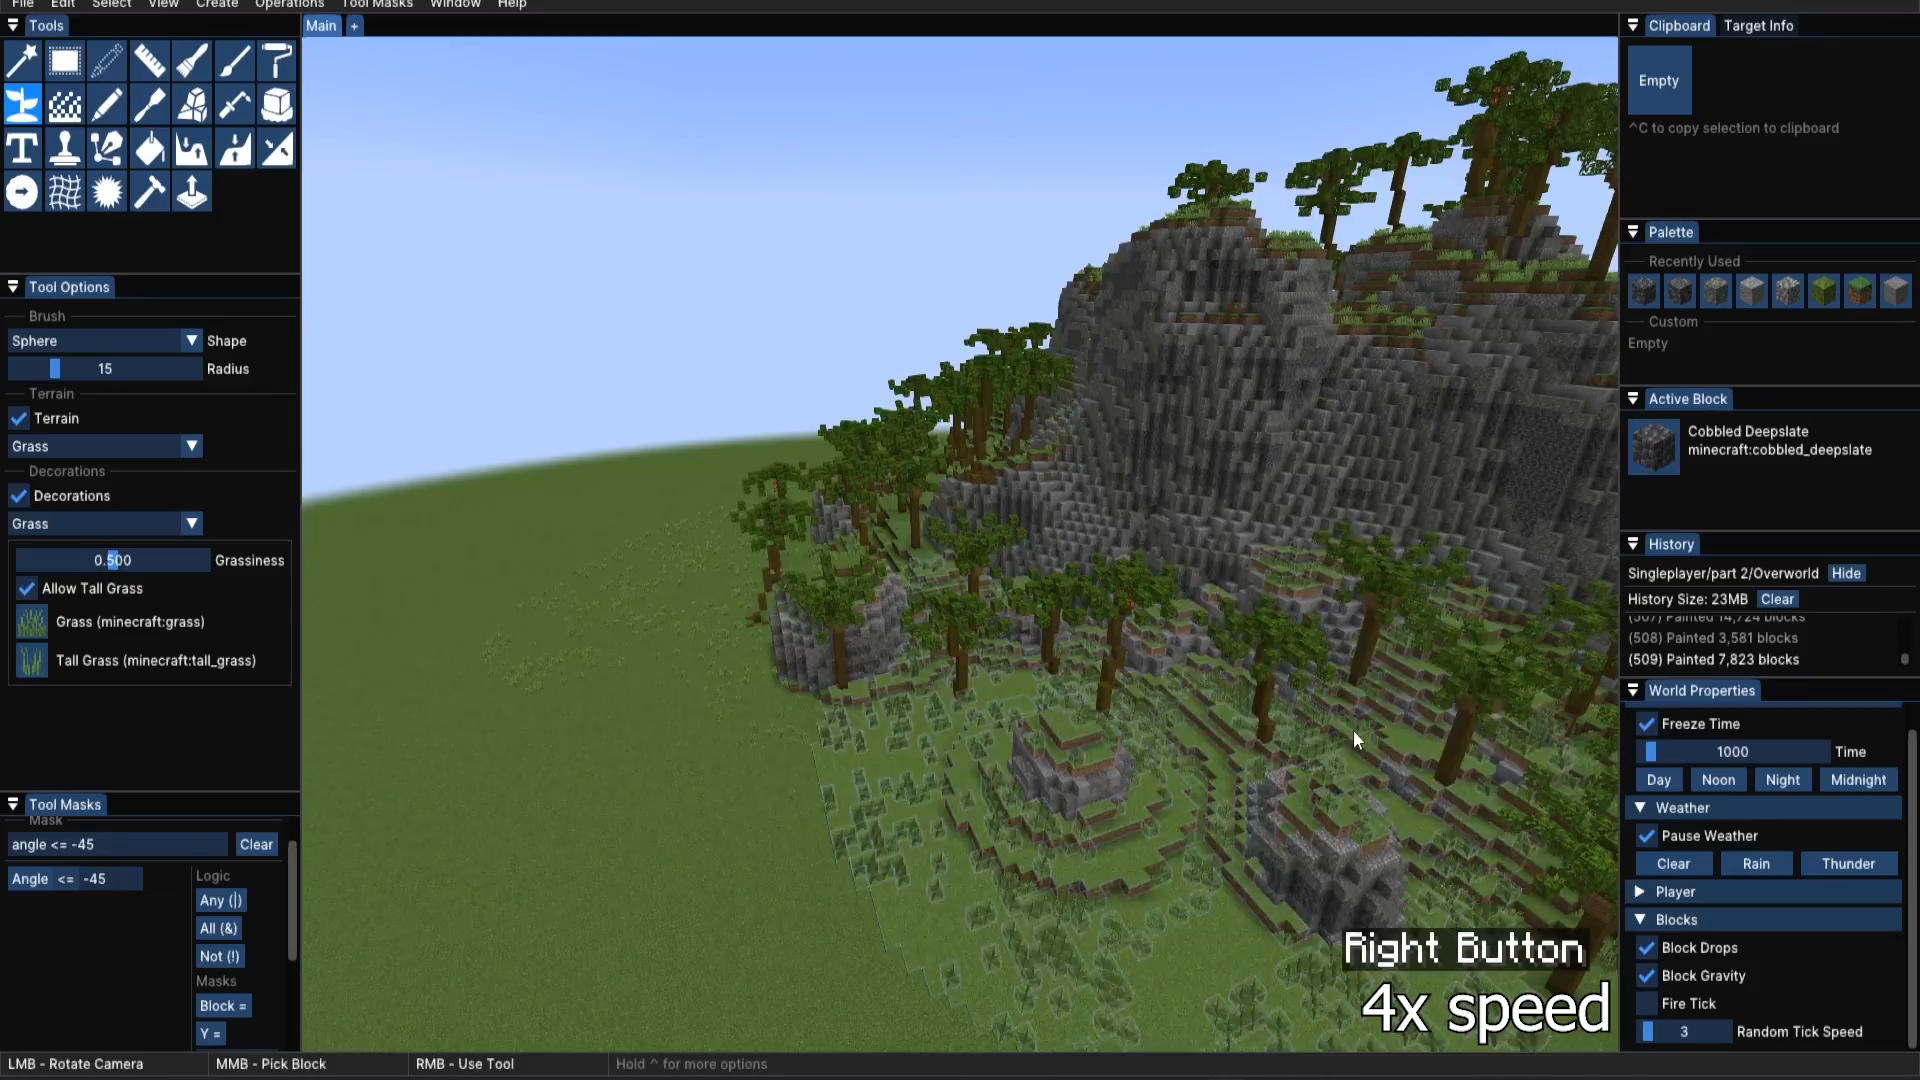 File Edit Select View Create Operations Tool Masks Window Help
Tools
Main +
Clipboard Target Info
Empty
^C to copy selection to clipboard
Palette
Recently Used
Custom
Empty
Active Block
Cobbled Deepslate
minecraft:cobbled_deepslate
History
Singleplayer/part 2/Overworld Hide
History Size: 23MB Clear
(507) Painted 14,724 blocks
(508) Painted 3,581 blocks
(509) Painted 7,823 blocks
World Properties
Freeze Time
1000 Time
Day Noon Night Midnight
Weather
Pause Weather
Clear Rain Thunder
Player
Blocks
Block Drops
Block Gravity
Fire Tick
3 Random Tick Speed
Tool Options
Brush
Sphere Shape
15 Radius
Terrain
Terrain
Grass
Decorations
Decorations
Grass
0.500 Grassiness
Allow Tall Grass
Grass (minecraft:grass)
Tall Grass (minecraft:tall_grass)
Tool Masks
Mask
angle <= -45 Clear
Angle <= -45
Logic
Any (|)
All (&)
Not (!)
Masks
Block =
Y =
Right Button
4x speed
LMB - Rotate Camera MMB - Pick Block RMB - Use Tool Hold ^ for more options